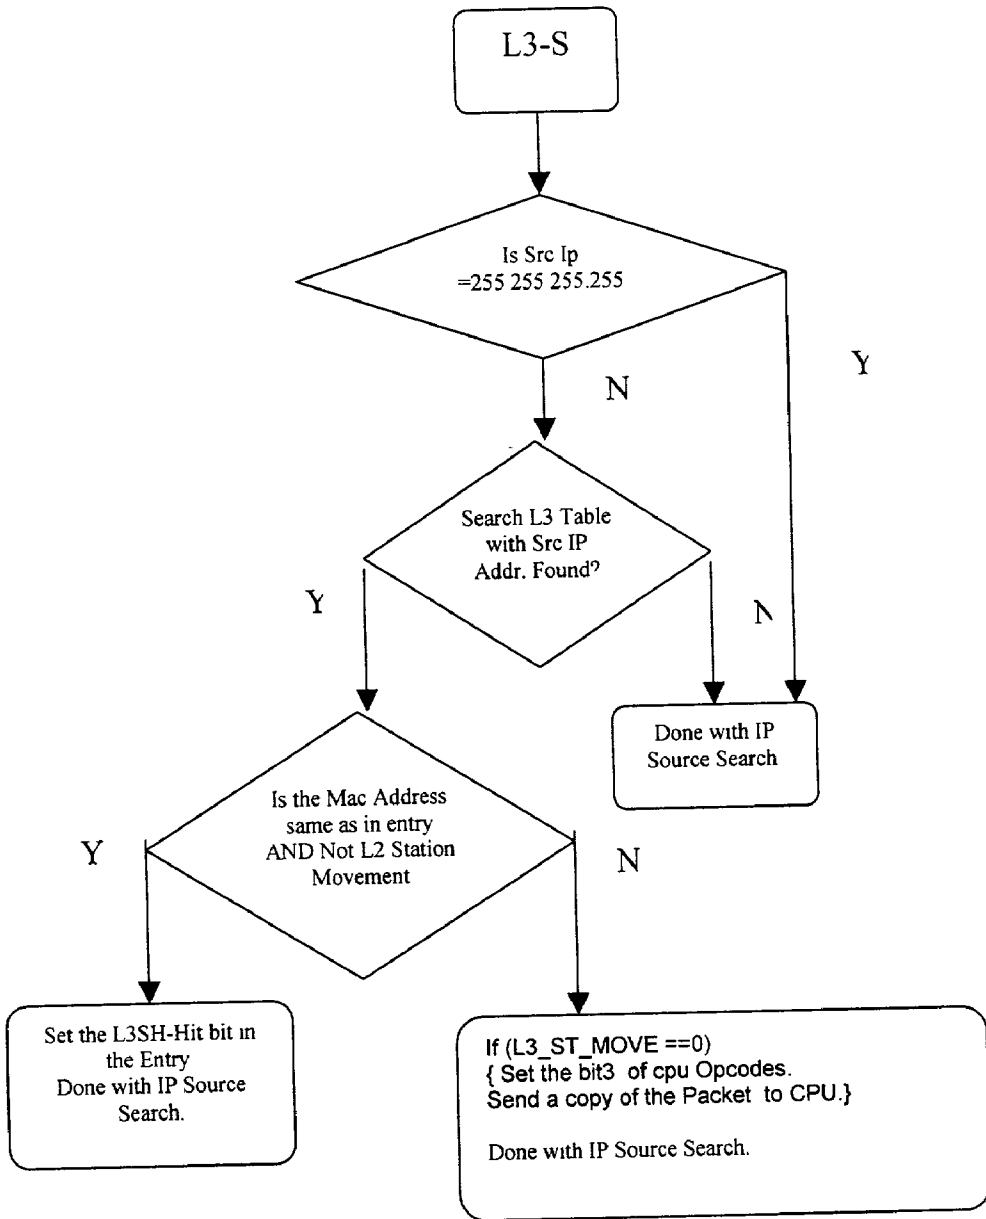 L3-S
Is Src Ip
=255 255 255.255
Y
N
Search L3 Table
with Src IP
Addr. Found?
Y
N
Done with IP
Source Search
Is the Mac Address
same as in entry
AND Not L2 Station
Movement
Y
N
Set the L3SH-Hit bit in
the Entry
Done with IP Source
Search.
If (L3_ST_MOVE ==0)
{ Set the bit3 of cpu Opcodes.
Send a copy of the Packet to CPU.}
Done with IP Source Search.